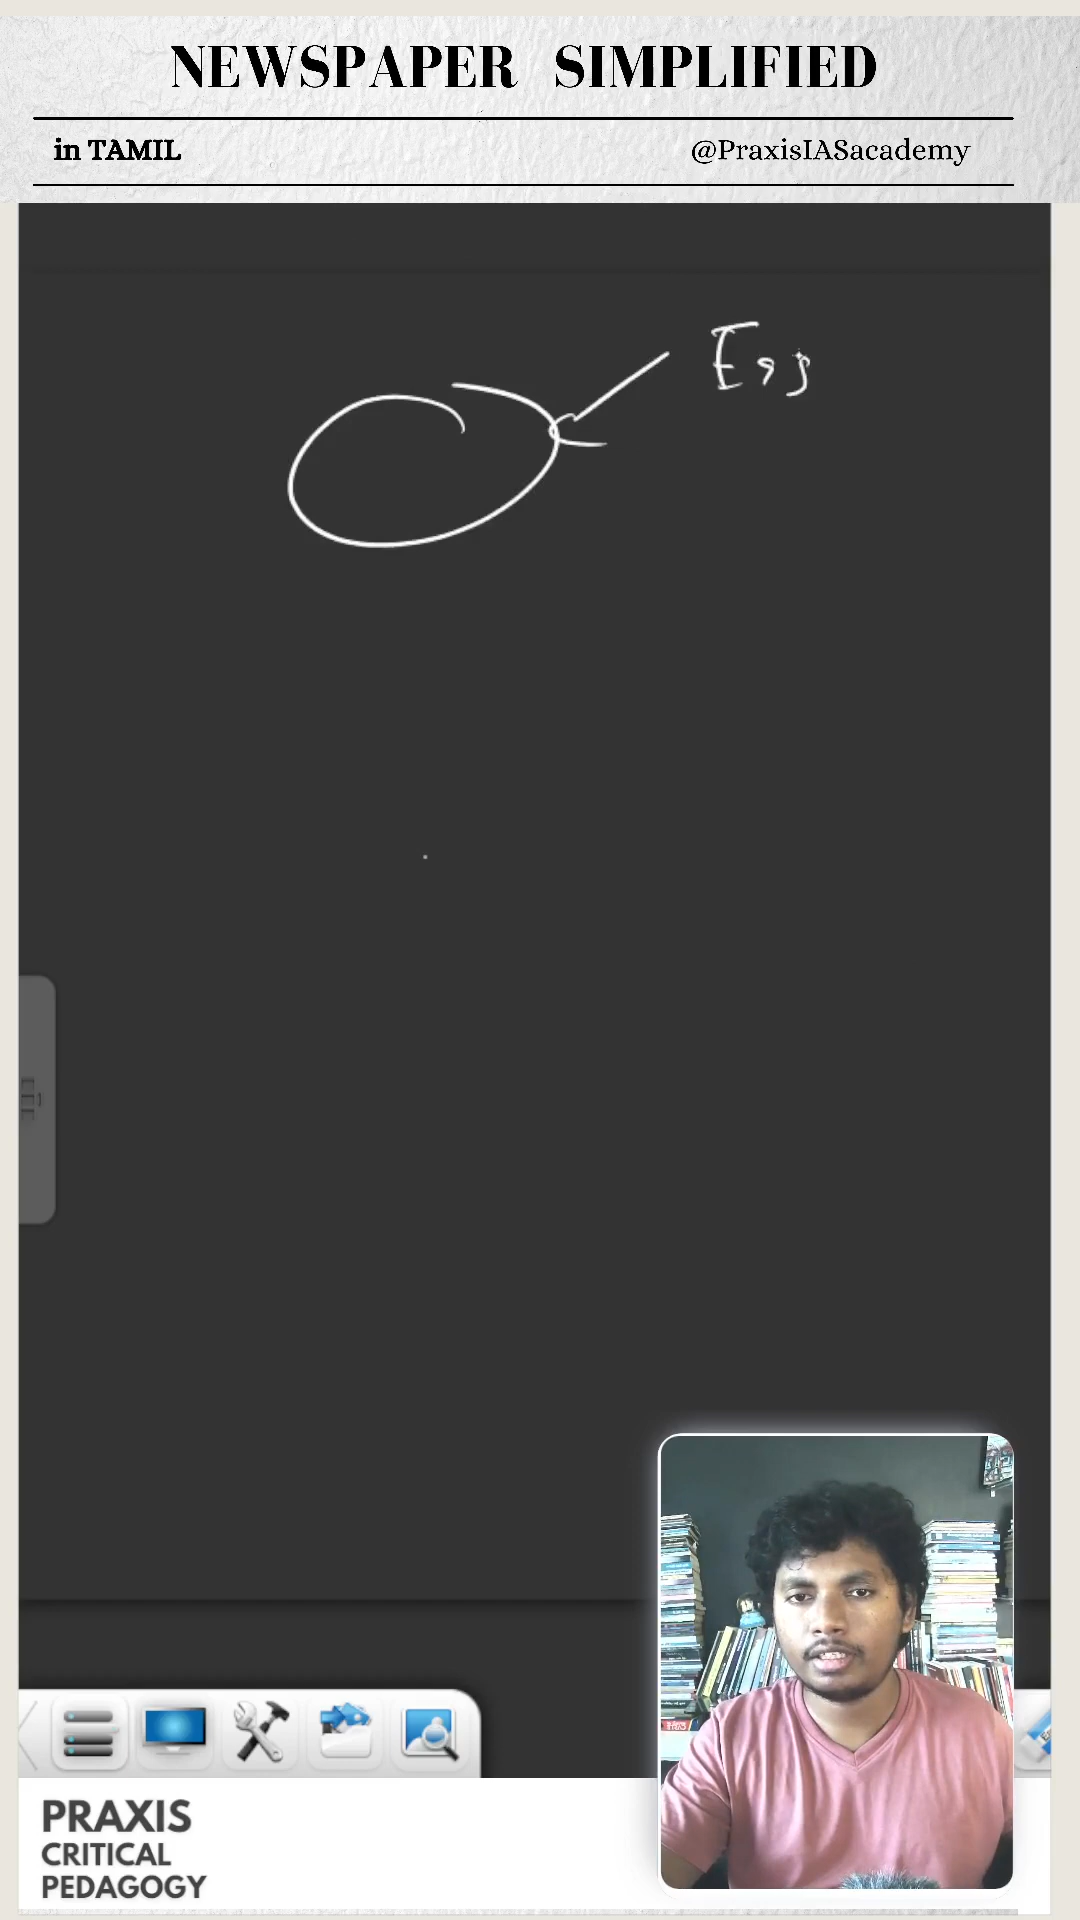 NEWSPAPER SIMPLIFIED
in TAMIL
@PraxisIASacademy
PRAXIS
CRITICAL
PEDAGOGY